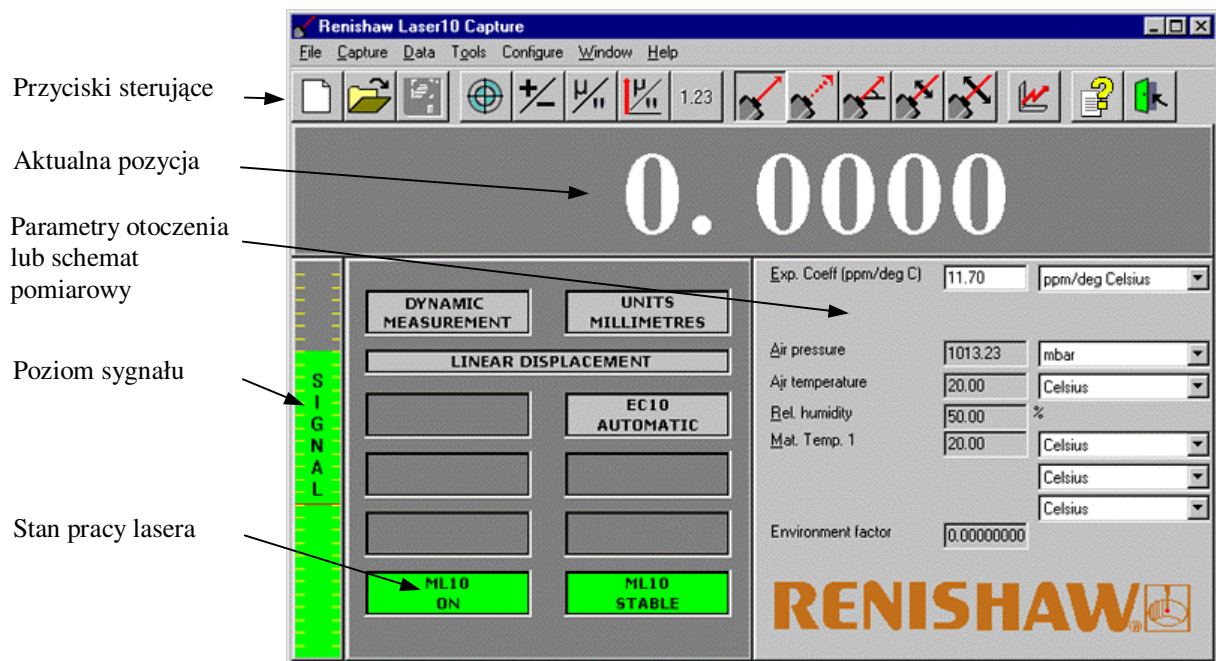 Renishaw Laser10 Capture
File Capture Data Tools Configure Window Help
Przyciski sterujące
µ/" µ/" 1.23
Aktualna pozycja
0. 0000
Parametry otoczenia
lub schemat
pomiarowy
Poziom sygnału
Stan pracy lasera
SIGNAL
DYNAMIC
MEASUREMENT
UNITS
MILLIMETRES
LINEAR DISPLACEMENT
EC10
AUTOMATIC
ML10
ON
ML10
STABLE
Exp. Coeff (ppm/deg C) 11.70 ppm/deg Celsius
Air pressure 1013.23 mbar
Air temperature 20.00 Celsius
Rel. humidity 50.00 %
Mat. Temp. 1 20.00 Celsius
Celsius
Celsius
Environment factor 0.00000000
RENISHAW®